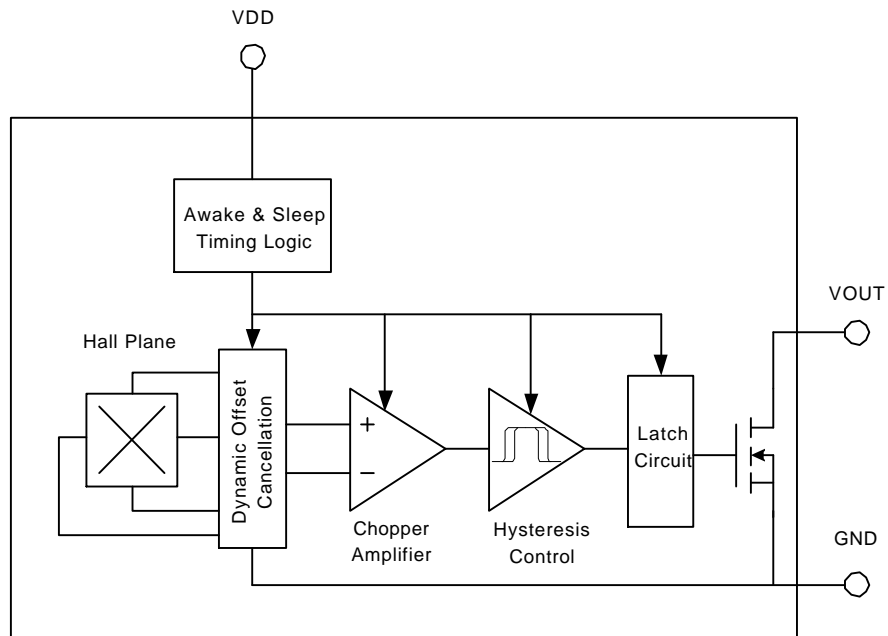 VDD
Awake & Sleep
Timing Logic
VOUT
Hall Plane
Dynamic Offset
Cancellation
+
−
Latch
Circuit
Chopper
Amplifier
Hysteresis
Control
GND